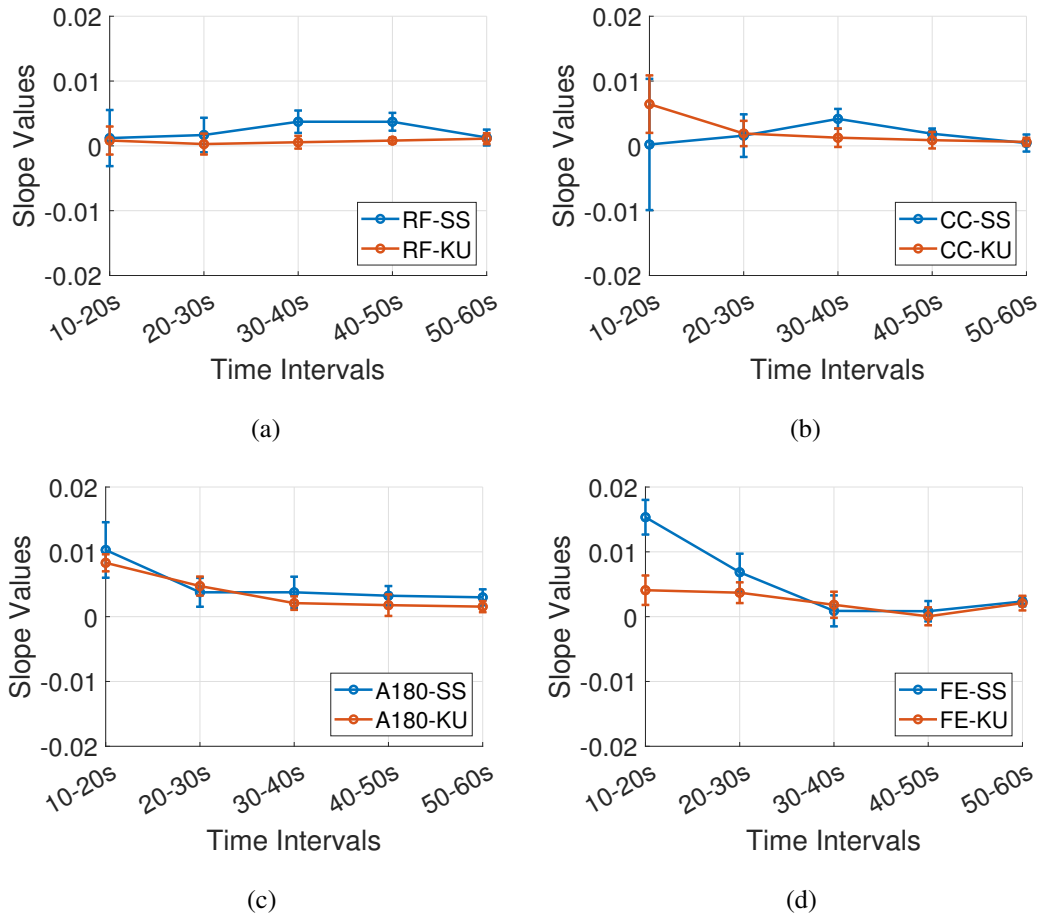 0.02
0.01
0
-0.01
-0.02
Slope Values
RF-SS
RF-KU
10-20s
20-30s
30-40s
40-50s
50-60s
Time Intervals
(a)
0.02
0.01
0
-0.01
-0.02
Slope Values
CC-SS
CC-KU
10-20s
20-30s
30-40s
40-50s
50-60s
Time Intervals
(b)
0.02
0.01
0
-0.01
-0.02
Slope Values
A180-SS
A180-KU
10-20s
20-30s
30-40s
40-50s
50-60s
Time Intervals
(c)
0.02
0.01
0
-0.01
-0.02
Slope Values
FE-SS
FE-KU
10-20s
20-30s
30-40s
40-50s
50-60s
Time Intervals
(d)